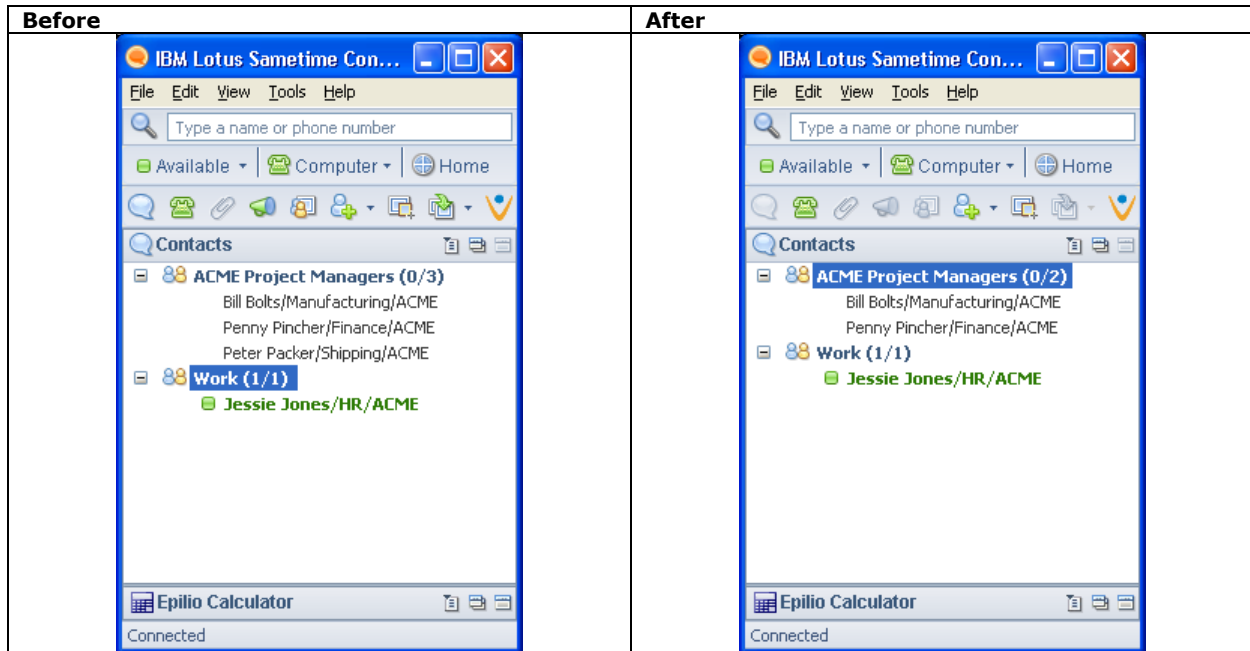 Before
IBM Lotus Sametime Con...
File Edit View Tools Help
Type a name or phone number
Available Computer Home
Contacts
ACME Project Managers (0/3)
Bill Bolts/Manufacturing/ACME
Penny Pincher/Finance/ACME
Peter Packer/Shipping/ACME
Work (1/1)
Jessie Jones/HR/ACME
Epilio Calculator
Connected
After
IBM Lotus Sametime Con...
File Edit View Tools Help
Type a name or phone number
Available Computer Home
Contacts
ACME Project Managers (0/2)
Bill Bolts/Manufacturing/ACME
Penny Pincher/Finance/ACME
Work (1/1)
Jessie Jones/HR/ACME
Epilio Calculator
Connected